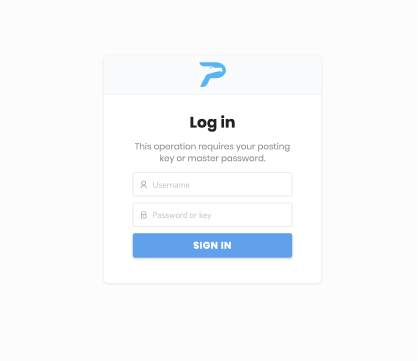 Log in
This operation requires your posting
key or master password.
Username
Password or key
SIGN IN